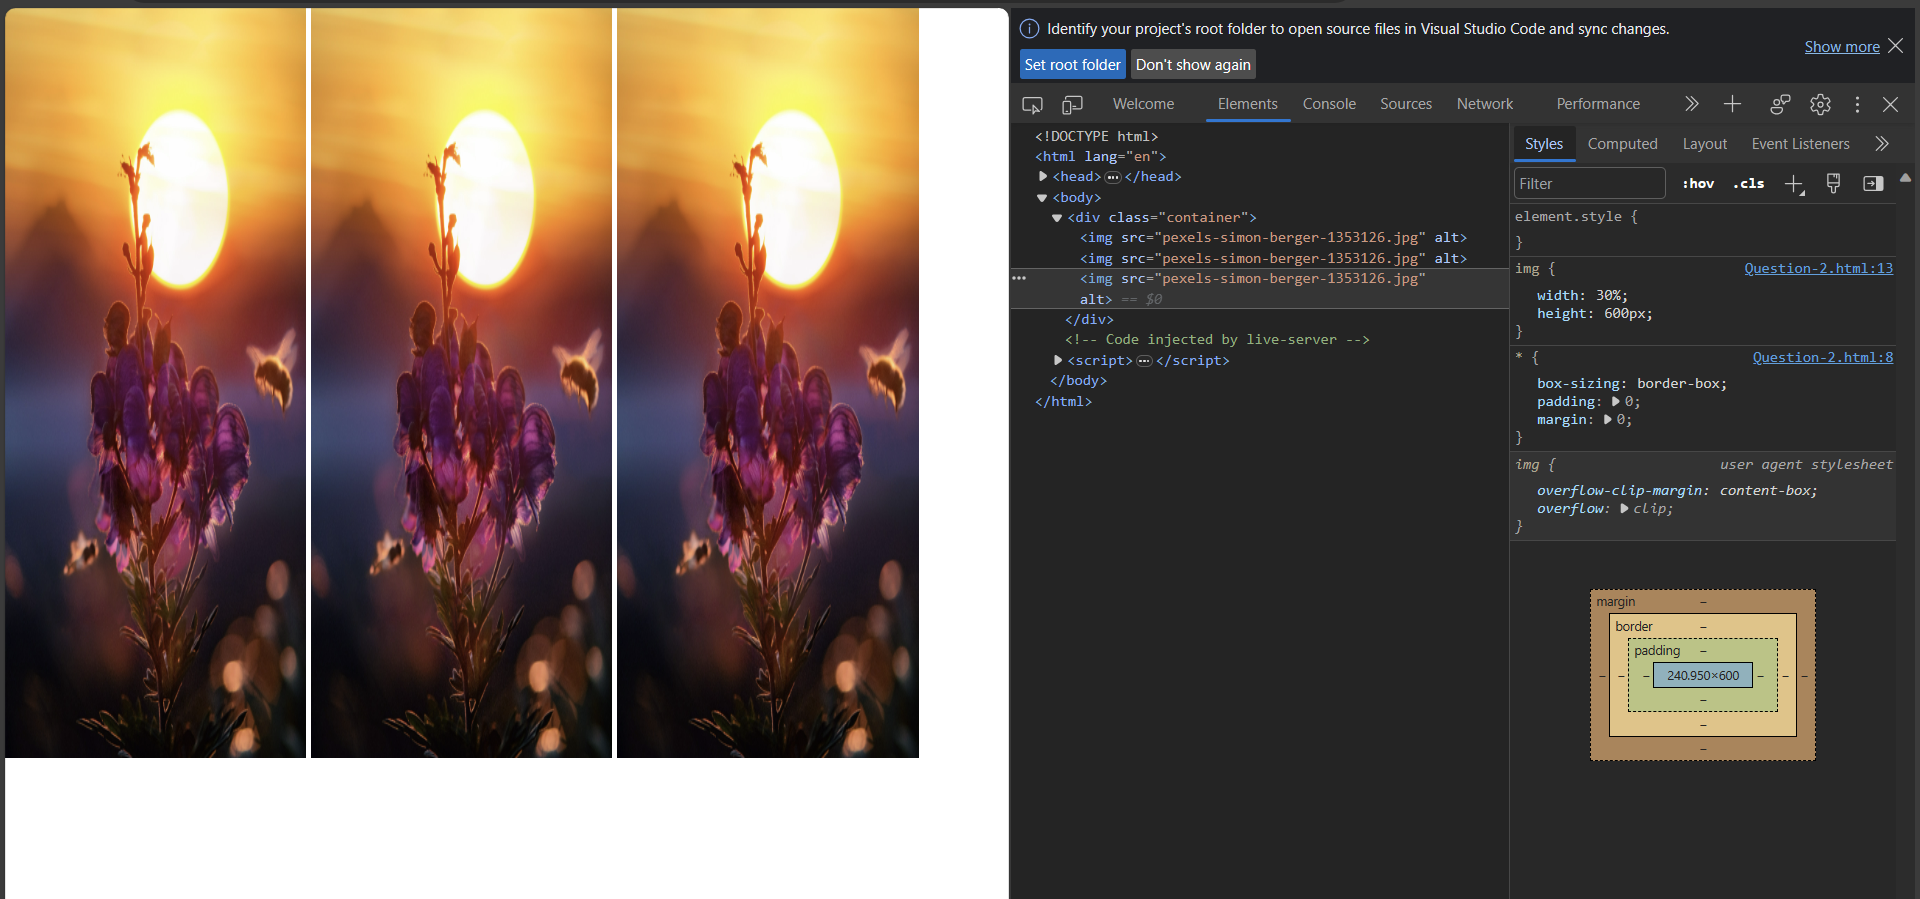 Identify your project's root folder to open source files in Visual Studio Code and sync changes.
Show more
Set root folder
Don't show again
Welcome
Elements
Console
Sources
Network
Performance
<!DOCTYPE html>
<html lang="en">
<head> ••• </head>
<body>
<div class="container">
<img src="pexels-simon-berger-1353126.jpg" alt>
<img src="pexels-simon-berger-1353126.jpg" alt>
<img src="pexels-simon-berger-1353126.jpg"
alt> == $0
</div>
<!-- Code injected by live-server -->
<script> ••• </script>
</body>
</html>
Styles
Computed
Layout
Event Listeners
Filter
:hov
.cls
element.style {
}
img {
Question-2.html:13
width: 30%;
height: 600px;
}
* {
Question-2.html:8
box-sizing: border-box;
padding: 0;
margin: 0;
}
img {
user agent stylesheet
overflow-clip-margin: content-box;
overflow: clip;
}
margin –
border –
padding –
– – – 240.950×600 – – –
–
–
–